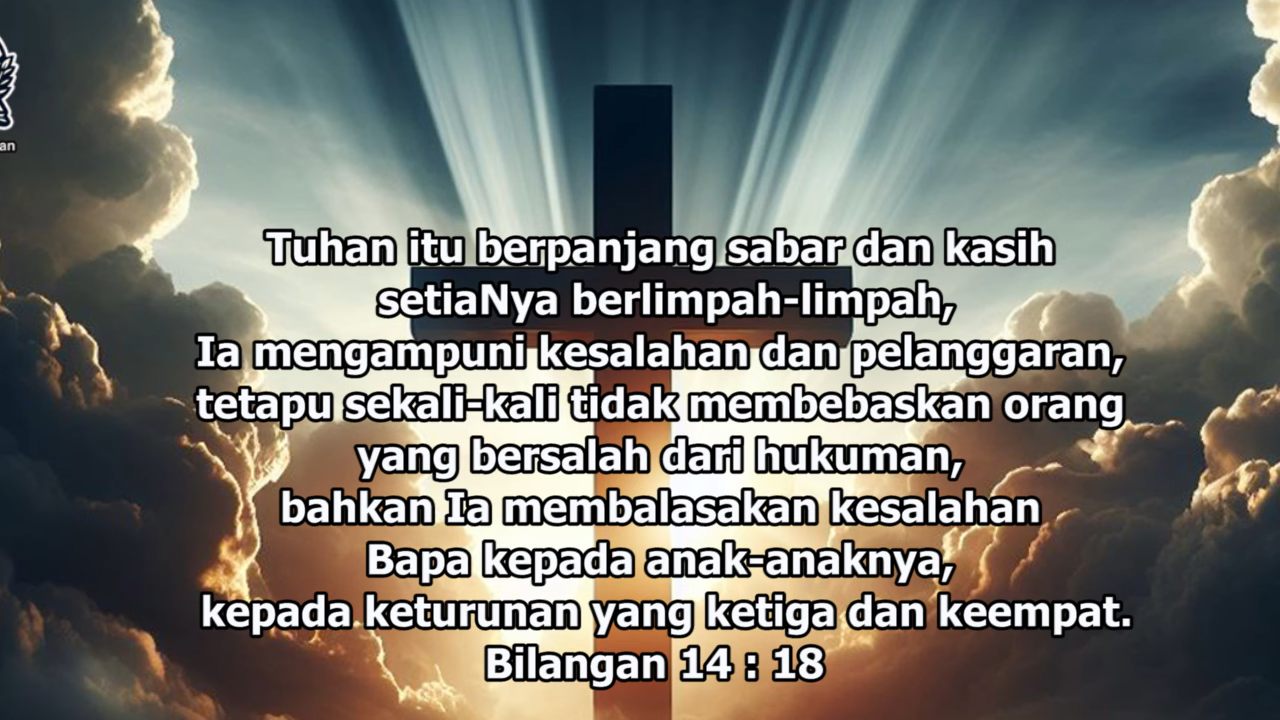 an
Tuhan itu berpanjang sabar dan kasih
setiaNya berlimpah-limpah,
Ia mengampuni kesalahan dan pelanggaran,
tetapu sekali-kali tidak membebaskan orang
yang bersalah dari hukuman,
bahkan Ia membalasakan kesalahan
Bapa kepada anak-anaknya,
kepada keturunan yang ketiga dan keempat.
Bilangan 14 : 18